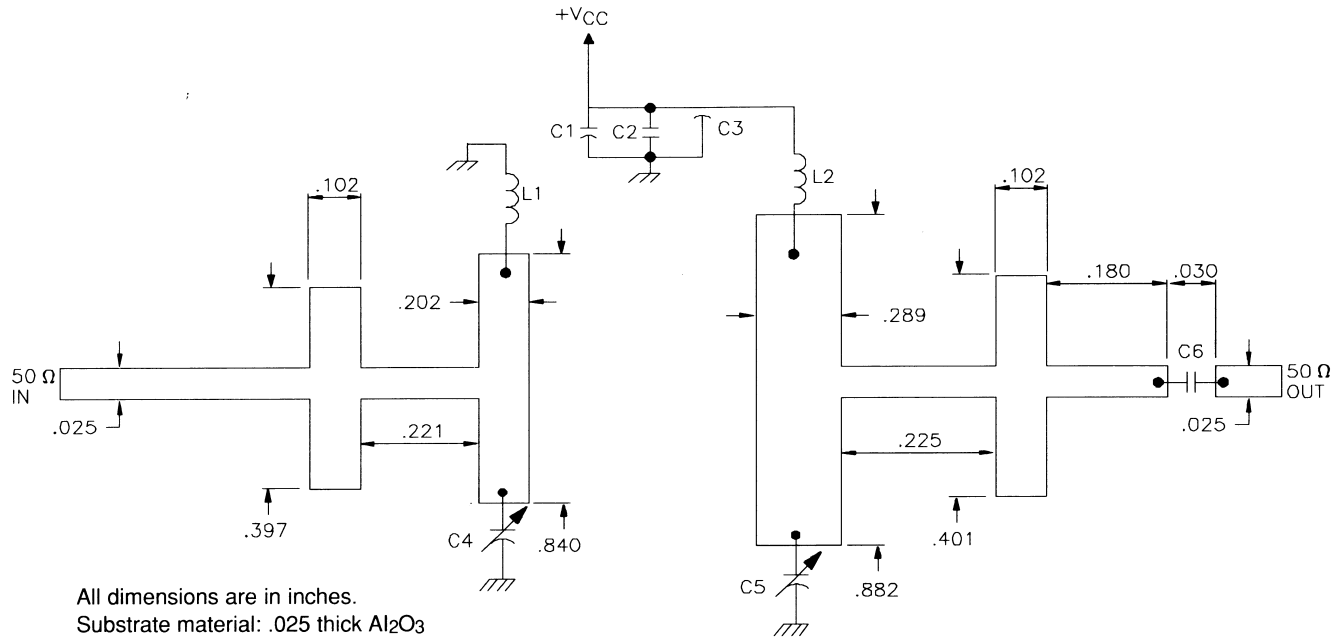 +VCC
C1
C2
C3
L1
L2
.102
.102
.180
.030
.202
.289
C6
50 Ω
IN
50 Ω
OUT
.025
.221
.225
.025
.397
C4
.840
.401
C5
.882
All dimensions are in inches.
Substrate material: .025 thick Al2O3